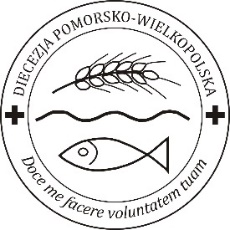 DIECEZJA POMORSKO-WIELKOPOLSKA
Doce me facere voluntatem tuam